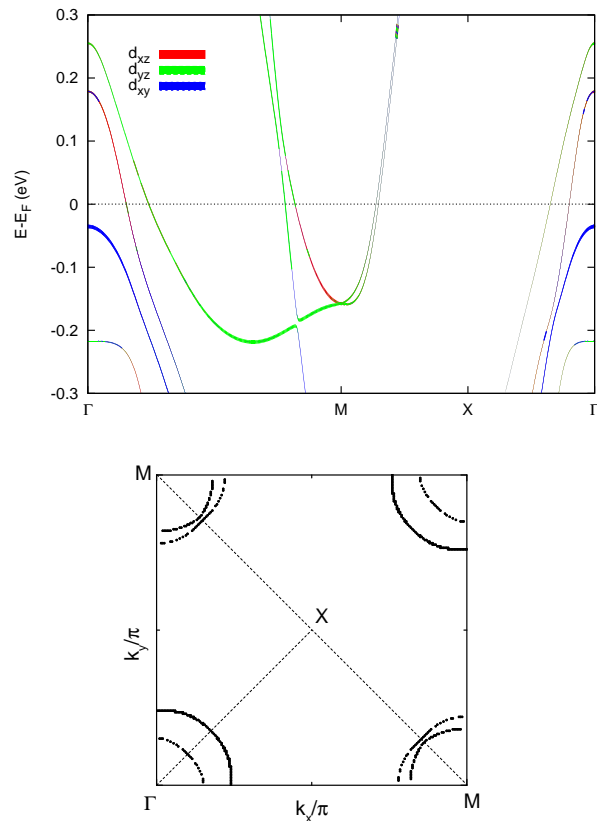 0.3
0.2
0.1
0
-0.1
-0.2
-0.3
E-E_F (eV)
d_xz
d_yz
d_xy
Γ M X Γ
M
X
k_y/π
Γ M
k_x/π